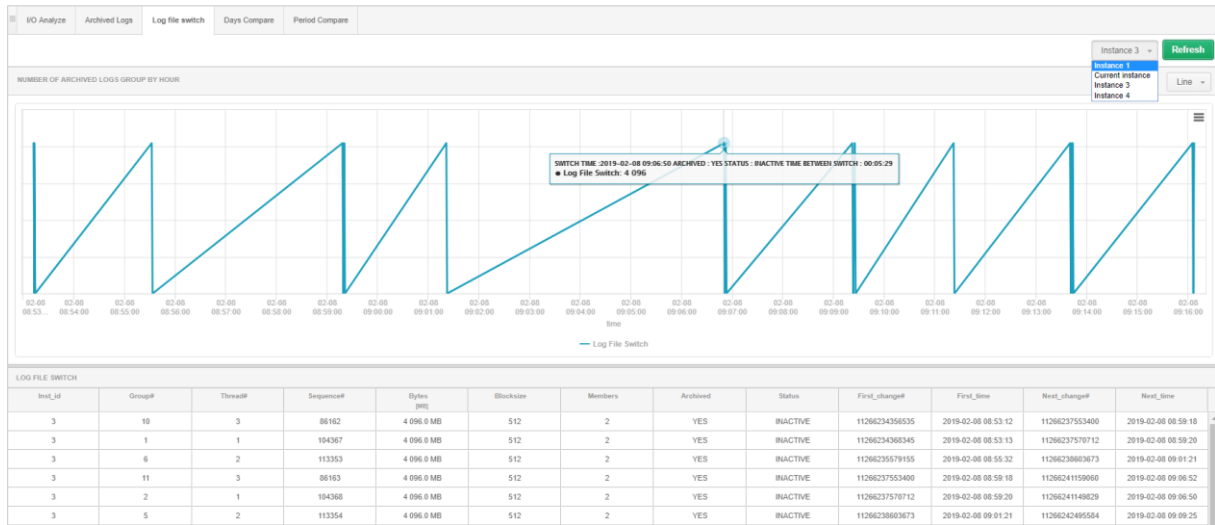 I/O Analyze Archived Logs Log file switch Days Compare Period Compare
Instance 3 Refresh
Instance 1
Current instance
Instance 3
Instance 4
NUMBER OF ARCHIVED LOGS GROUP BY HOUR
Line
SWITCH TIME :2019-02-08 09:06:50 ARCHIVED : YES STATUS : INACTIVE TIME BETWEEN SWITCH : 00:05:29
● Log File Switch: 4 096
02-08 02-08 02-08 02-08 02-08 02-08 02-08 02-08 02-08 02-08 02-08 02-08 02-08 02-08 02-08 02-08 02-08 02-08 02-08 02-08 02-08 02-08 02-08 02-08
08:53... 08:54:00 08:55:00 08:56:00 08:57:00 08:58:00 08:59:00 09:00:00 09:01:00 09:02:00 09:03:00 09:04:00 09:05:00 09:06:00 09:07:00 09:08:00 09:09:00 09:10:00 09:11:00 09:12:00 09:13:00 09:14:00 09:15:00 09:16:00
time
Log File Switch
LOG FILE SWITCH
Inst_id Group# Thread# Sequence# Bytes Blocksize Members Archived Status First_change# First_time Next_change# Next_time
[MB]
3 10 3 86162 4 096.0 MB 512 2 YES INACTIVE 11266234356535 2019-02-08 08:53:12 11266237553400 2019-02-08 08:59:18
3 1 1 104367 4 096.0 MB 512 2 YES INACTIVE 11266234368345 2019-02-08 08:53:13 11266237570712 2019-02-08 08:59:20
3 6 2 113353 4 096.0 MB 512 2 YES INACTIVE 11266235579155 2019-02-08 08:55:32 11266238603673 2019-02-08 09:01:21
3 11 3 86163 4 096.0 MB 512 2 YES INACTIVE 11266237553400 2019-02-08 08:59:18 11266241159060 2019-02-08 09:06:52
3 2 1 104368 4 096.0 MB 512 2 YES INACTIVE 11266237570712 2019-02-08 08:59:20 11266241149829 2019-02-08 09:06:50
3 5 2 113354 4 096.0 MB 512 2 YES INACTIVE 11266238603673 2019-02-08 09:01:21 11266242495584 2019-02-08 09:09:25